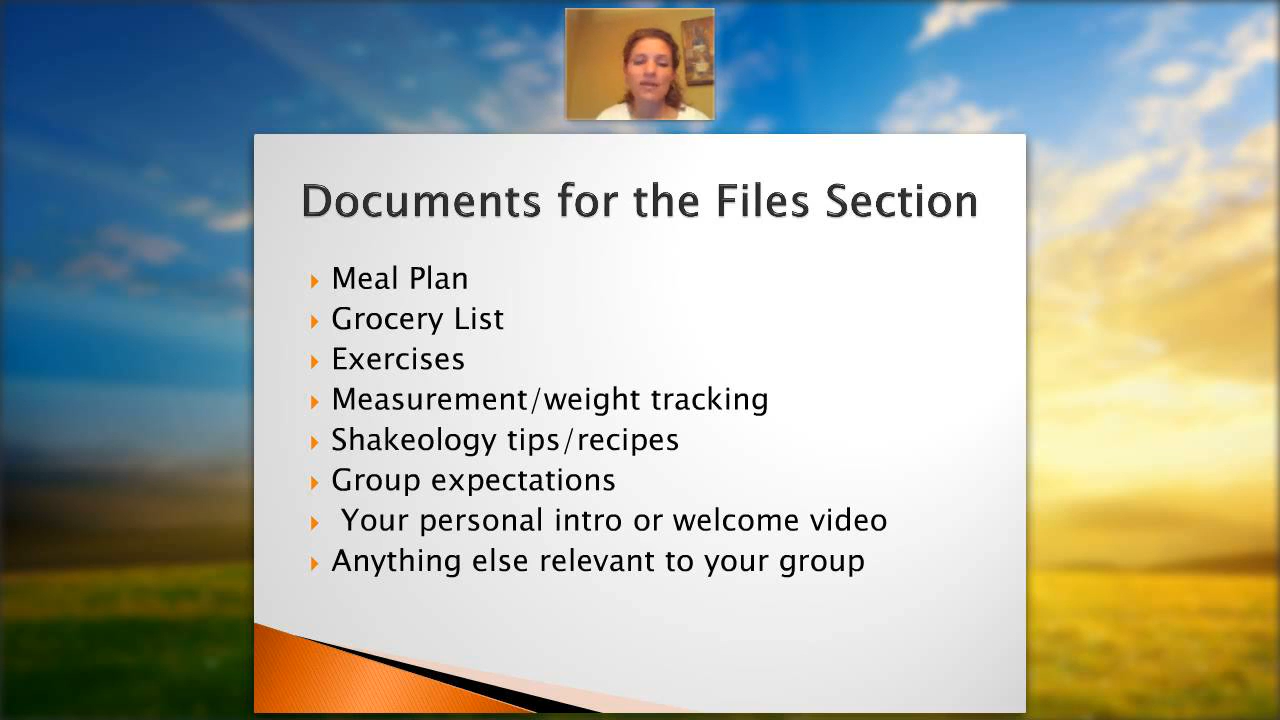 Documents for the Files Section
Meal Plan
Grocery List
Exercises
Measurement/weight tracking
Shakeology tips/recipes
Group expectations
Your personal intro or welcome video
Anything else relevant to your group